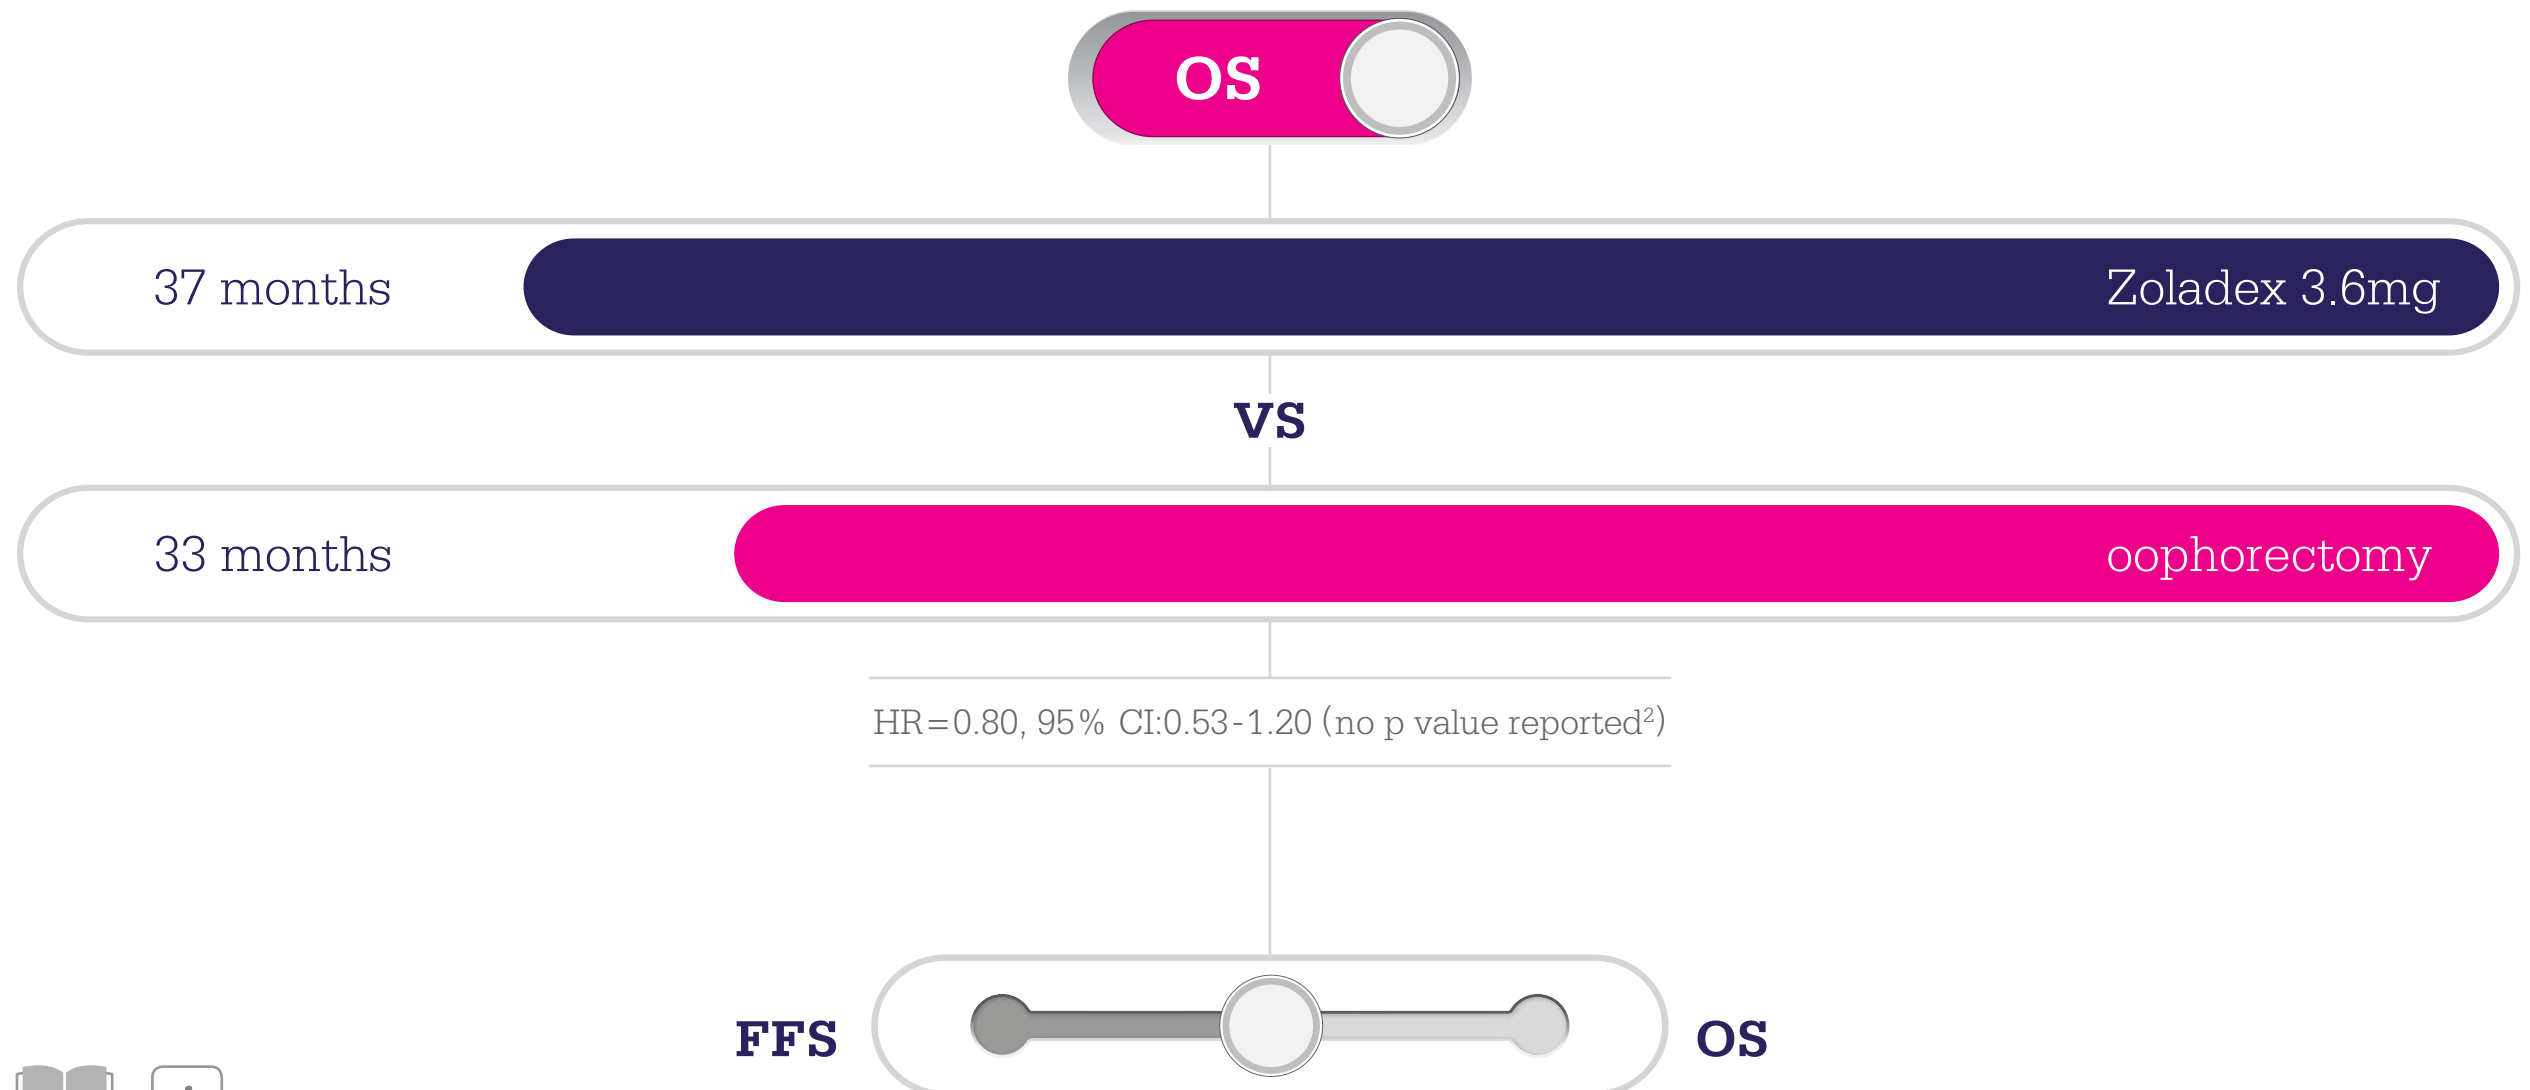 OS
37 months
Zoladex 3.6mg
vs
33 months
oophorectomy
HR=0.80, 95% CI:0.53-1.20 (no p value reported²)
FFS
OS